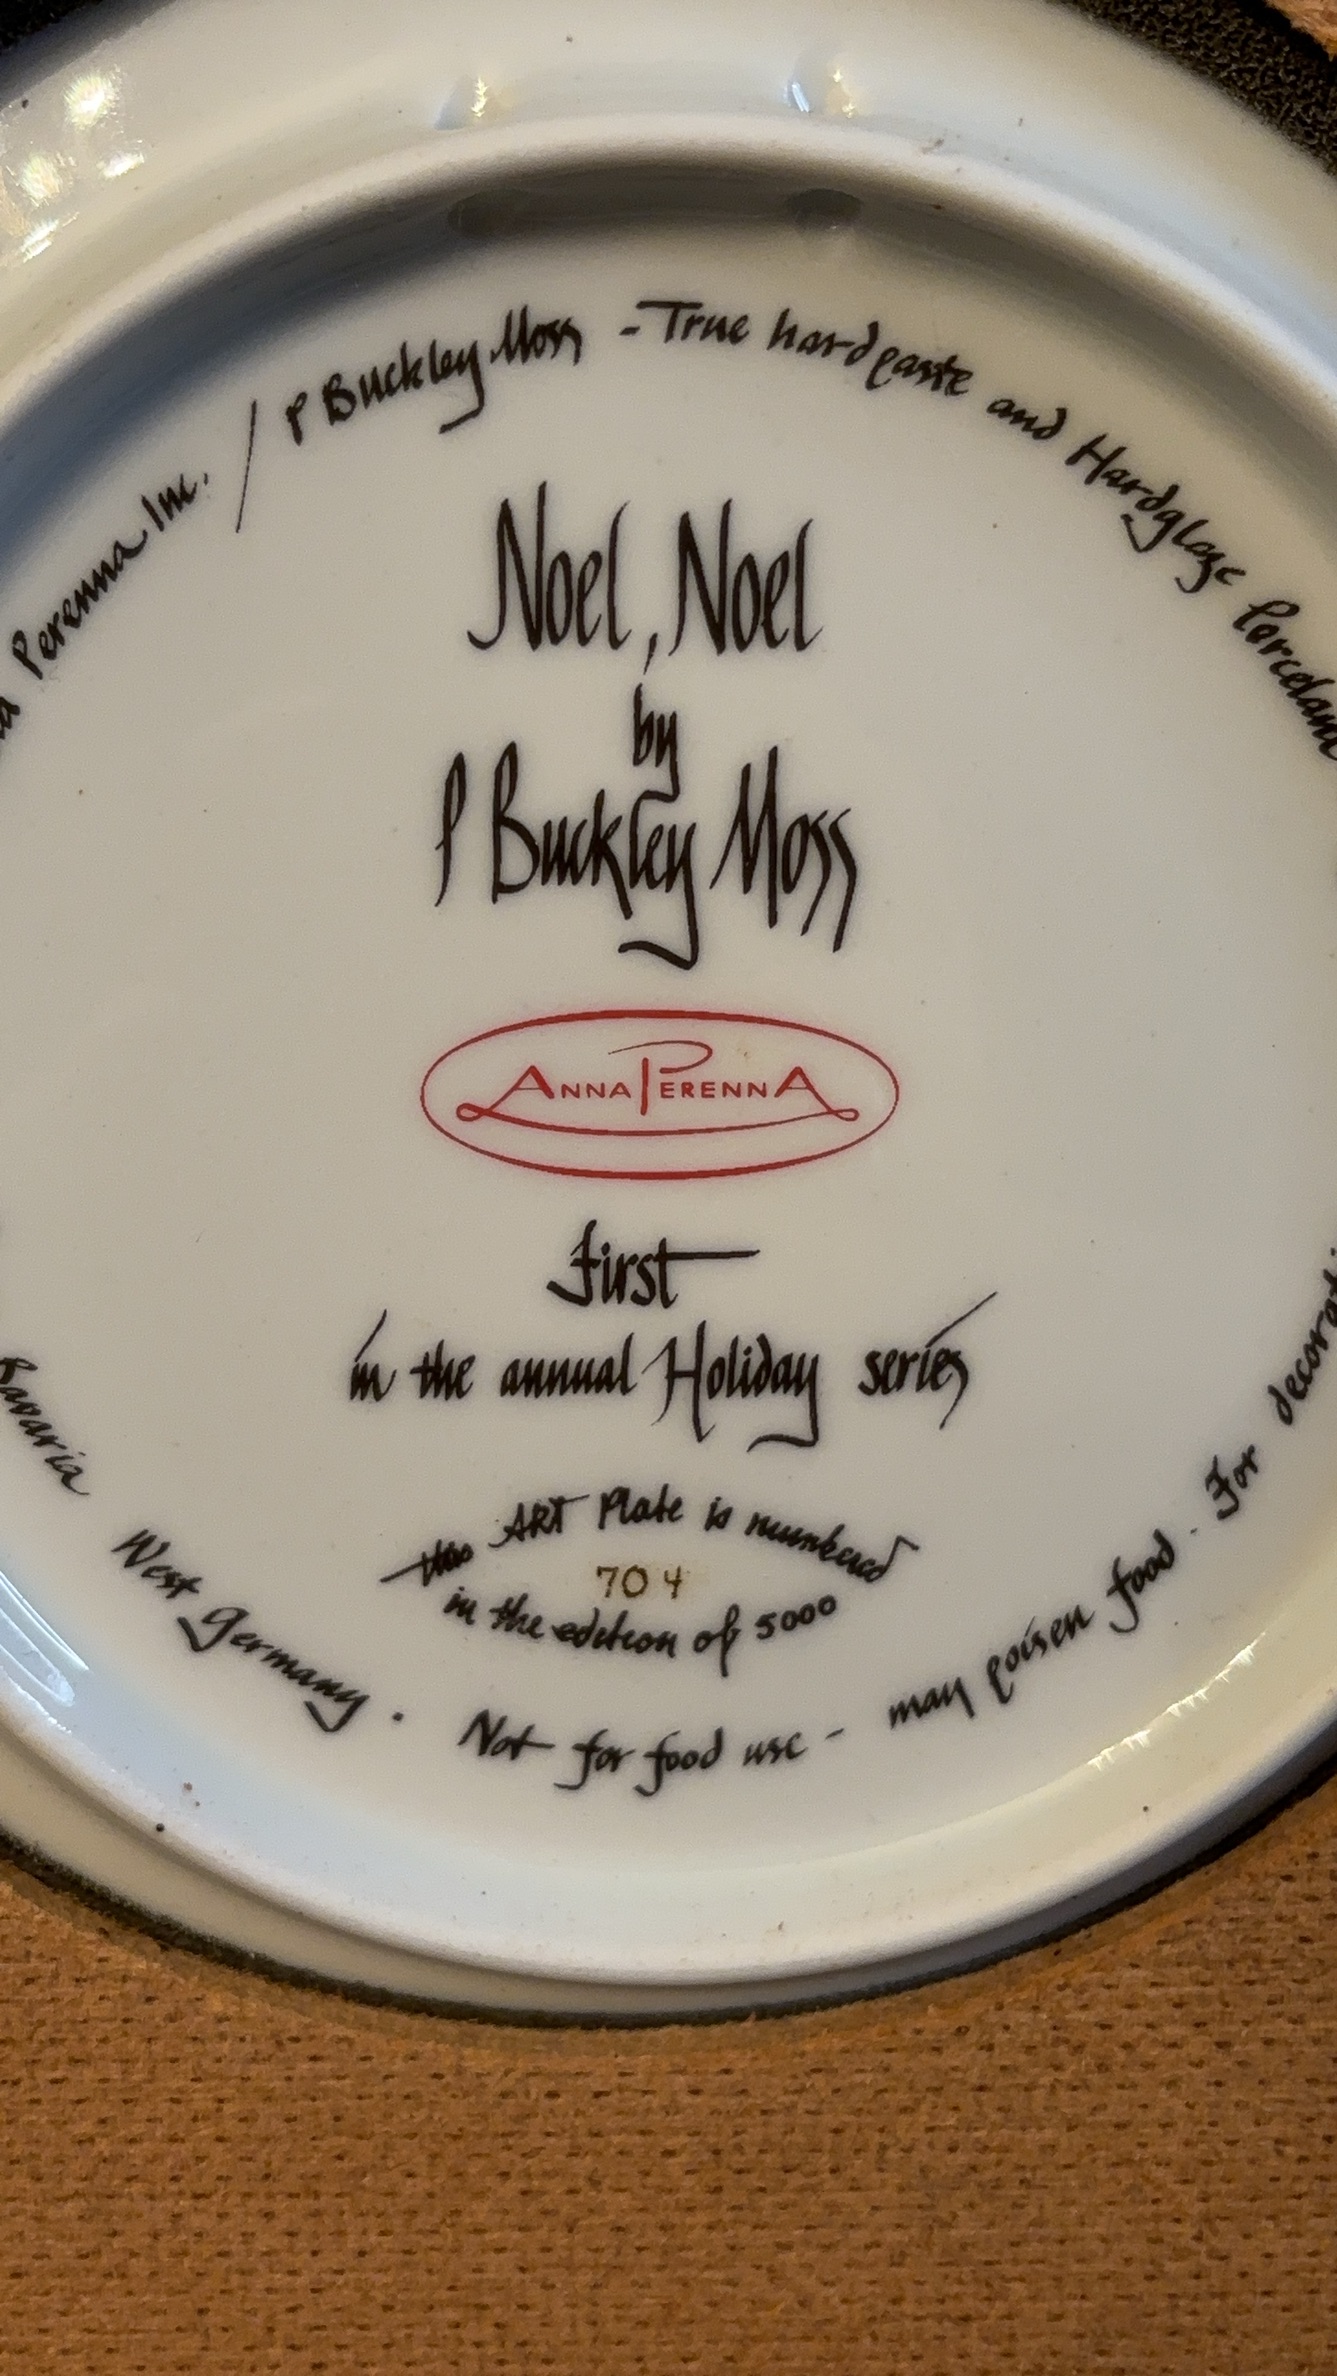 Perenna Inc. / P Buckley Moss - True hardpaste and Hardglaze Porcelain
Noel, Noel
by
P Buckley Moss
ANNA PERENNA
First
in the annual Holiday series
this ART Plate is numbered
704
in the edition of 5000
Bavaria West Germany. Not for food use - may poisen food. For